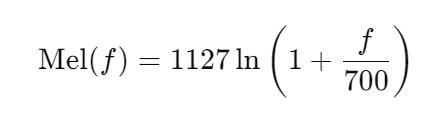 Mel(f) = 1127 ln (1 + f/700)